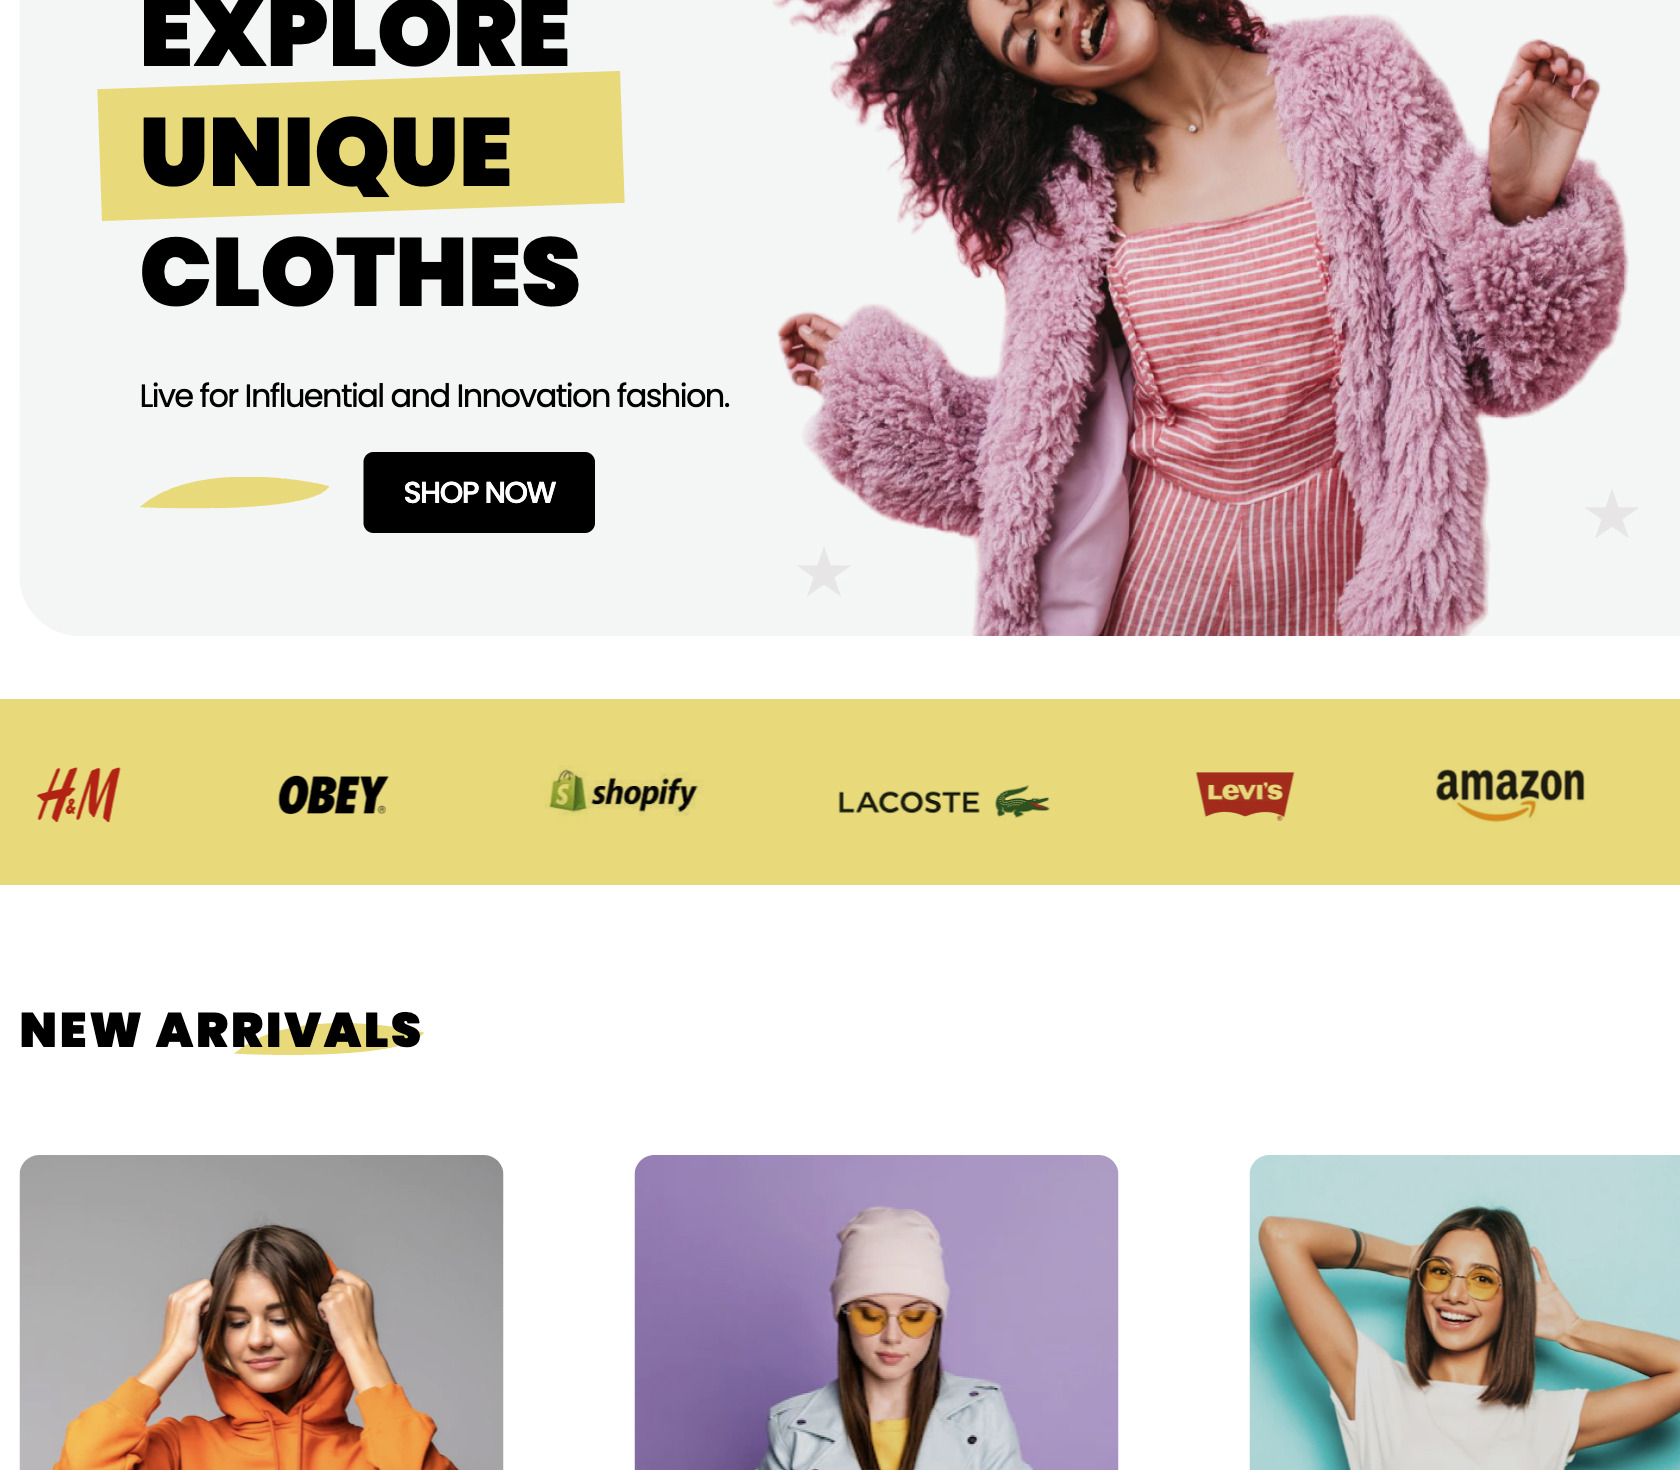 EXPLORE
UNIQUE
CLOTHES
Live for Influential and Innovation fashion.
SHOP NOW
H&M
OBEY®
S shopify
LACOSTE
LEVI'S®
amazon
NEW ARRIVALS